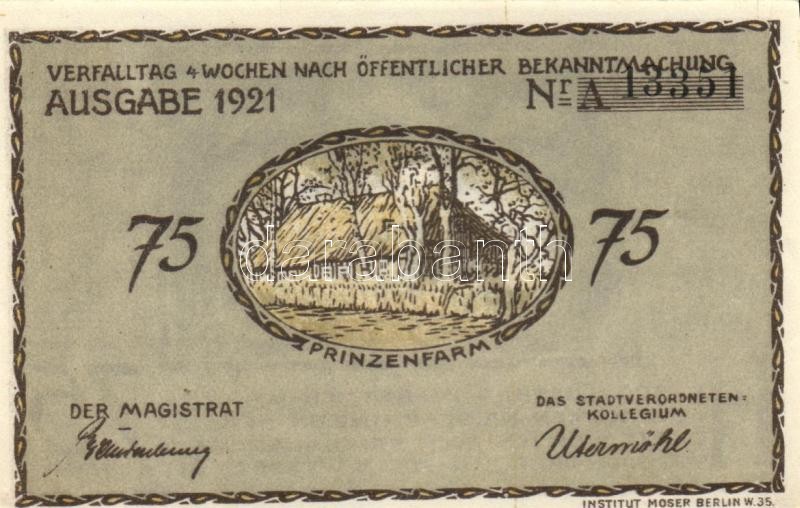 VERFALLTAG 4 WOCHEN NACH ÖFFENTLICHER BEKANNTMACHUNG
AUSGABE 1921
Nr A 13351
75
75
darabanth
PRINZENFARM
DER MAGISTRAT
DAS STADTVERORDNETEN=
KOLLEGIUM
Utermöhl
INSTITUT MOSER BERLIN W. 35.